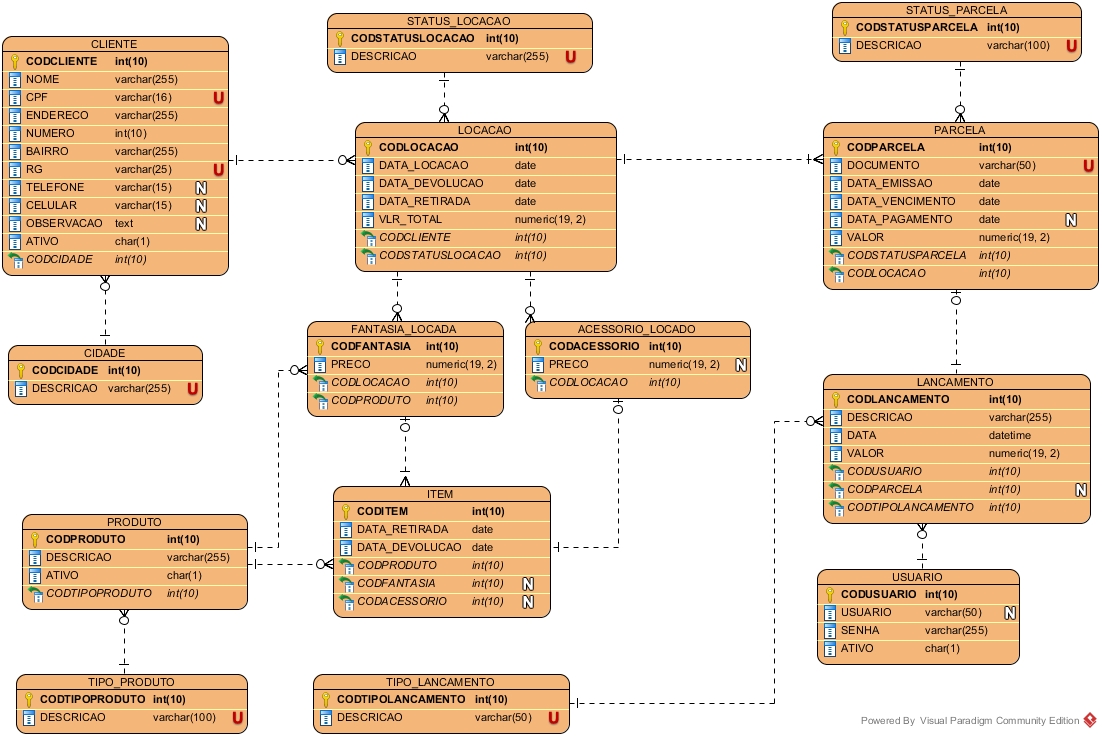 STATUS_LOCACAO
CODSTATUSLOCACAO int(10)
DESCRICAO varchar(255) U
STATUS_PARCELA
CODSTATUSPARCELA int(10)
DESCRICAO varchar(100) U
CLIENTE
CODCLIENTE int(10)
NOME varchar(255)
CPF varchar(16) U
ENDERECO varchar(255)
NUMERO int(10)
BAIRRO varchar(255)
RG varchar(25) U
TELEFONE varchar(15) N
CELULAR varchar(15) N
OBSERVACAO text N
ATIVO char(1)
CODCIDADE int(10)
LOCACAO
CODLOCACAO int(10)
DATA_LOCACAO date
DATA_DEVOLUCAO date
DATA_RETIRADA date
VLR_TOTAL numeric(19, 2)
CODCLIENTE int(10)
CODSTATUSLOCACAO int(10)
PARCELA
CODPARCELA int(10)
DOCUMENTO varchar(50) U
DATA_EMISSAO date
DATA_VENCIMENTO date
DATA_PAGAMENTO date N
VALOR numeric(19, 2)
CODSTATUSPARCELA int(10)
CODLOCACAO int(10)
CIDADE
CODCIDADE int(10)
DESCRICAO varchar(255) U
FANTASIA_LOCADA
CODFANTASIA int(10)
PRECO numeric(19, 2)
CODLOCACAO int(10)
CODPRODUTO int(10)
ACESSORIO_LOCADO
CODACESSORIO int(10)
PRECO numeric(19, 2) N
CODLOCACAO int(10)
LANCAMENTO
CODLANCAMENTO int(10)
DESCRICAO varchar(255)
DATA datetime
VALOR numeric(19, 2)
CODUSUARIO int(10)
CODPARCELA int(10) N
CODTIPOLANCAMENTO int(10)
ITEM
CODITEM int(10)
DATA_RETIRADA date
DATA_DEVOLUCAO date
CODPRODUTO int(10)
CODFANTASIA int(10) N
CODACESSORIO int(10) N
PRODUTO
CODPRODUTO int(10)
DESCRICAO varchar(255)
ATIVO char(1)
CODTIPOPRODUTO int(10)
USUARIO
CODUSUARIO int(10)
USUARIO varchar(50) N
SENHA varchar(255)
ATIVO char(1)
TIPO_PRODUTO
CODTIPOPRODUTO int(10)
DESCRICAO varchar(100) U
TIPO_LANCAMENTO
CODTIPOLANCAMENTO int(10)
DESCRICAO varchar(50) U
Powered By Visual Paradigm Community Edition